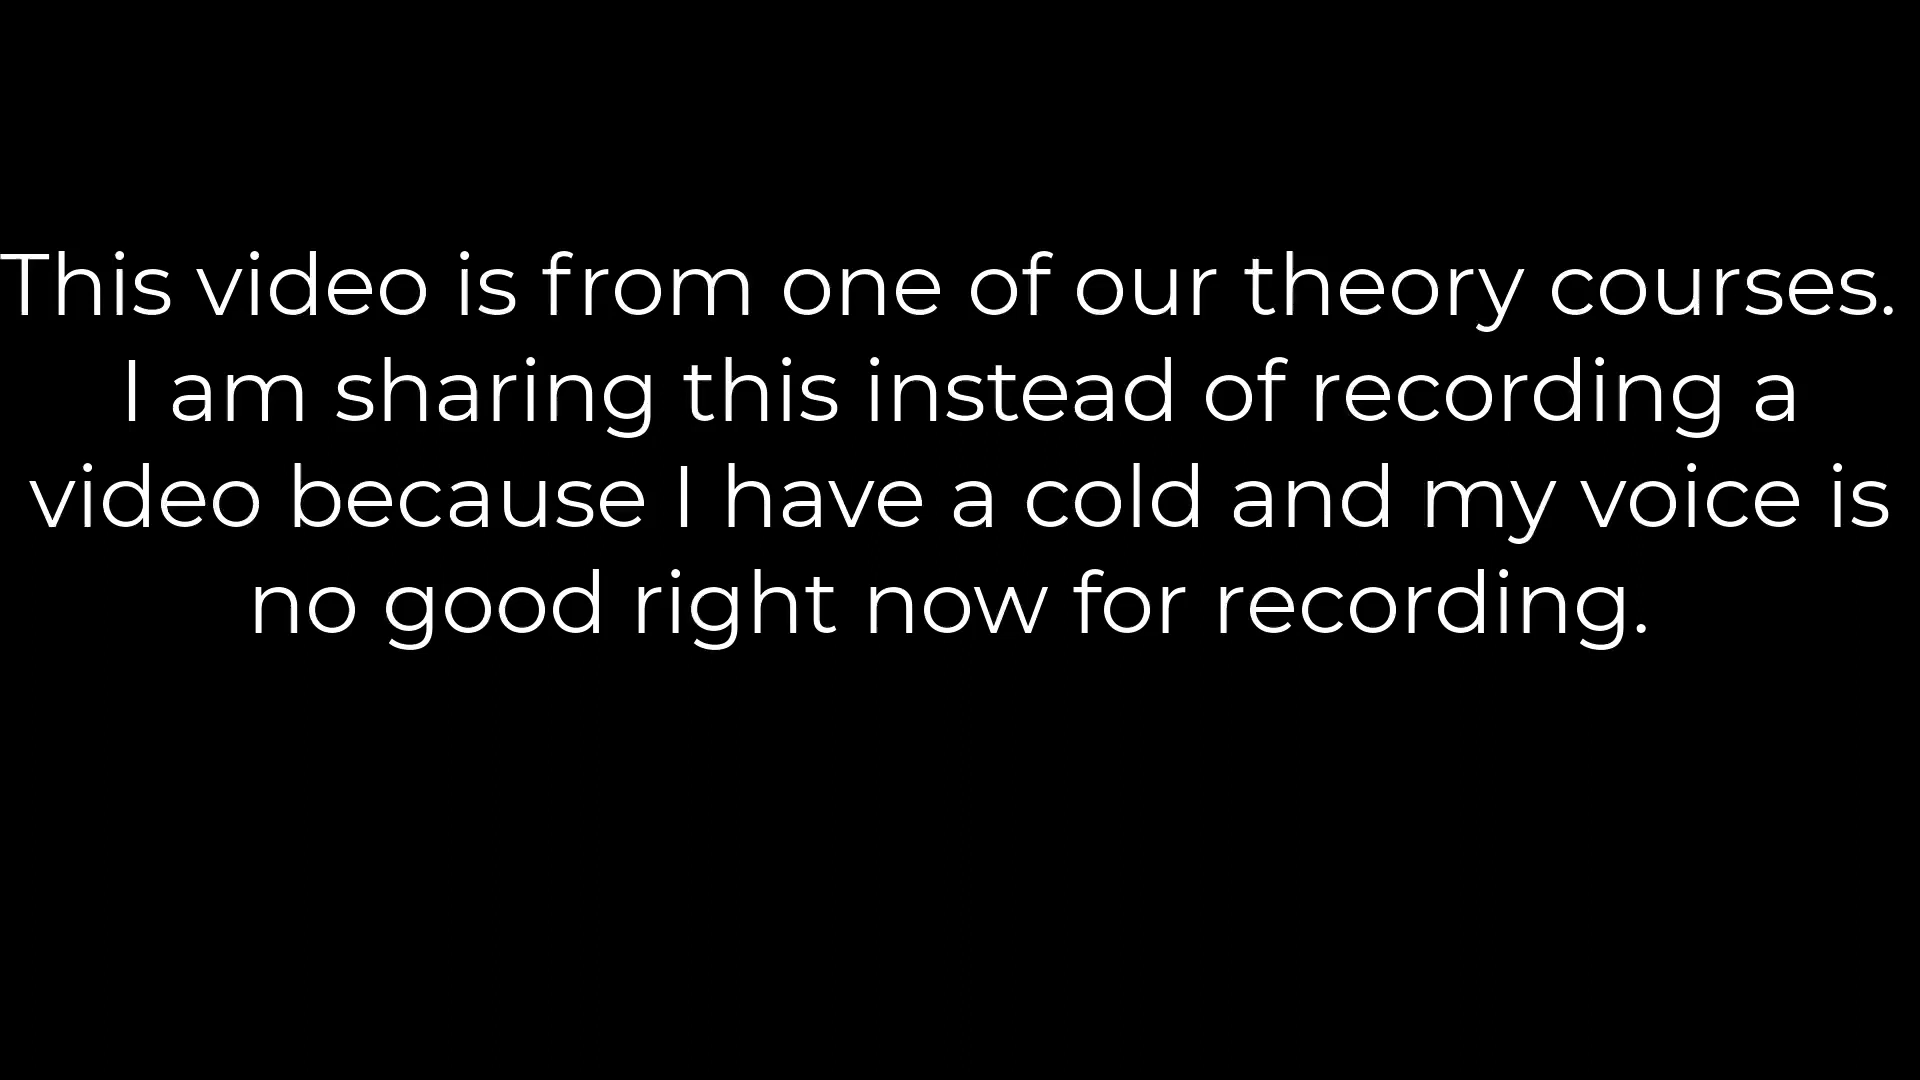 This video is from one of our theory courses.
I am sharing this instead of recording a
video because I have a cold and my voice is
no good right now for recording.